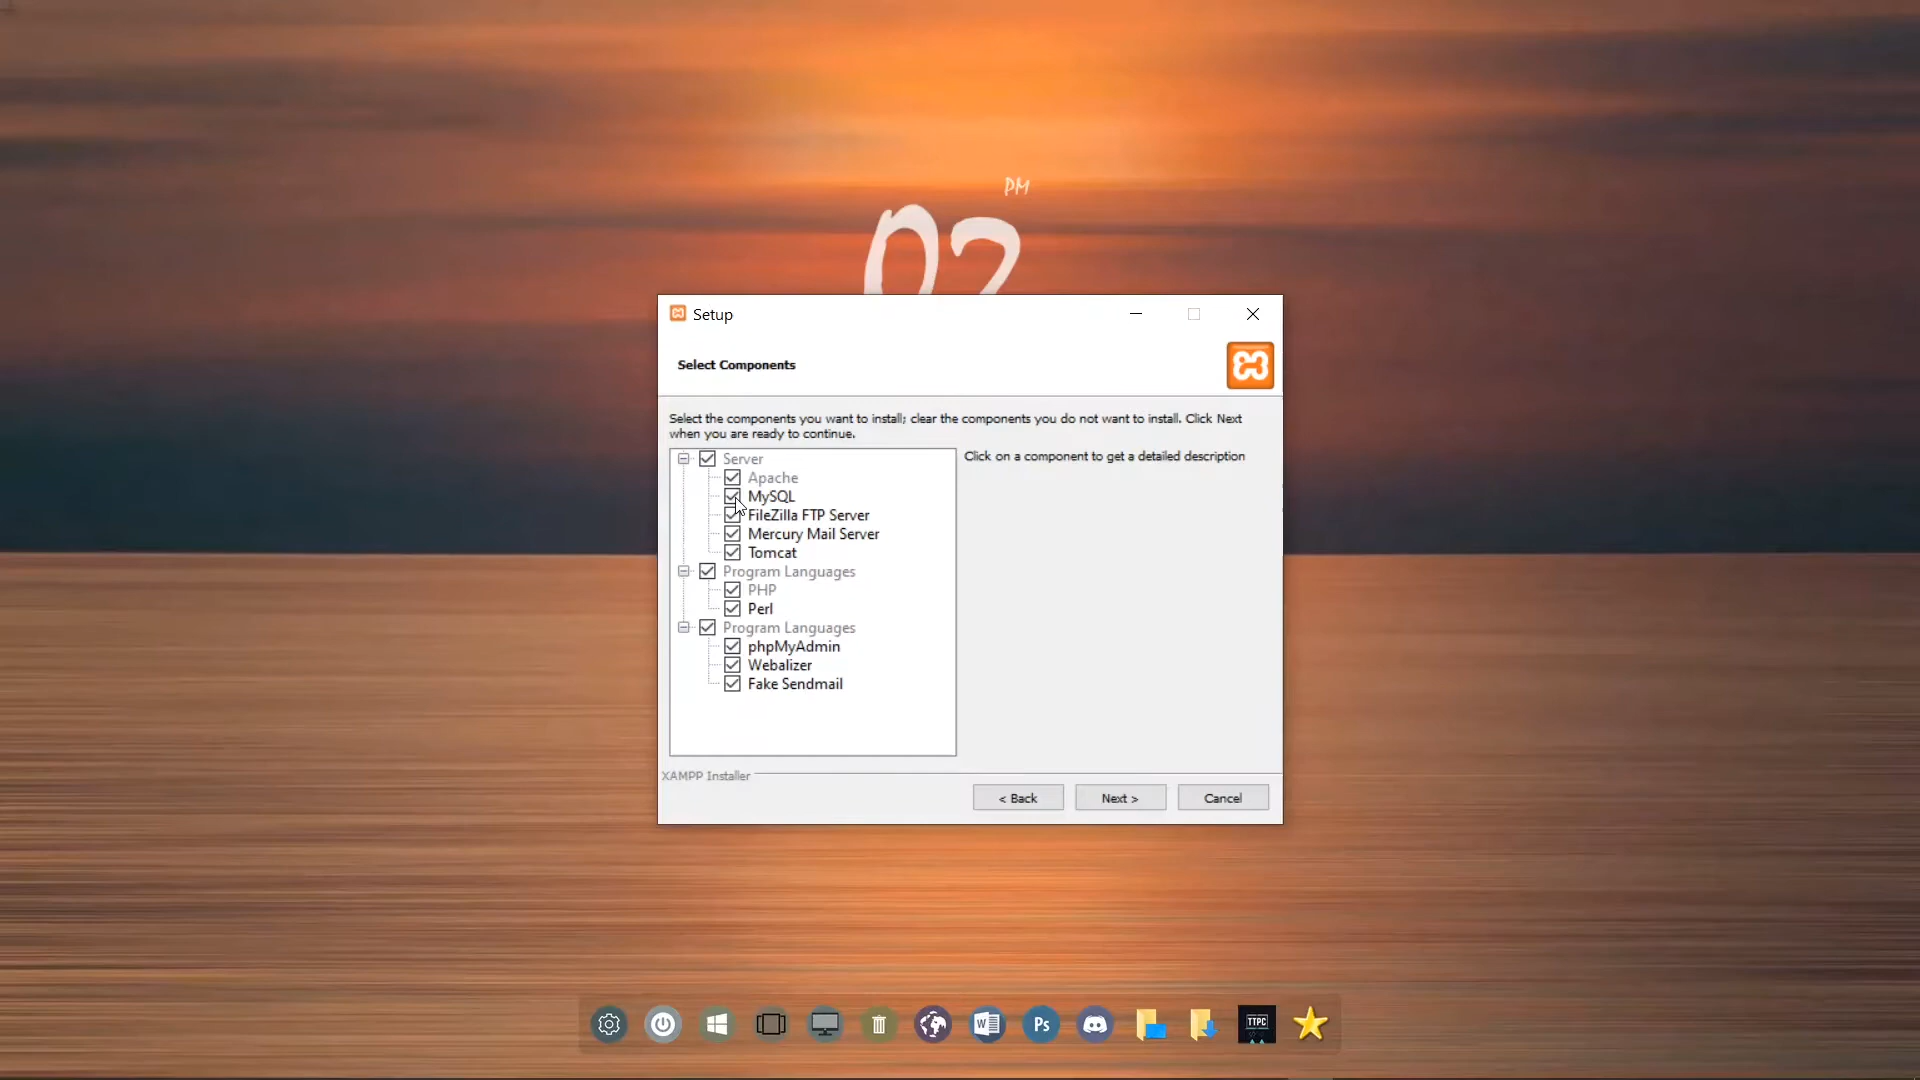 PM
02
Setup
Select Components
Select the components you want to install; clear the components you do not want to install. Click Next
when you are ready to continue.
Server
Apache
MySQL
FileZilla FTP Server
Mercury Mail Server
Tomcat
Program Languages
PHP
Perl
Program Languages
phpMyAdmin
Webalizer
Fake Sendmail
Click on a component to get a detailed description
XAMPP Installer
< Back
Next >
Cancel
W
Ps
TTPC